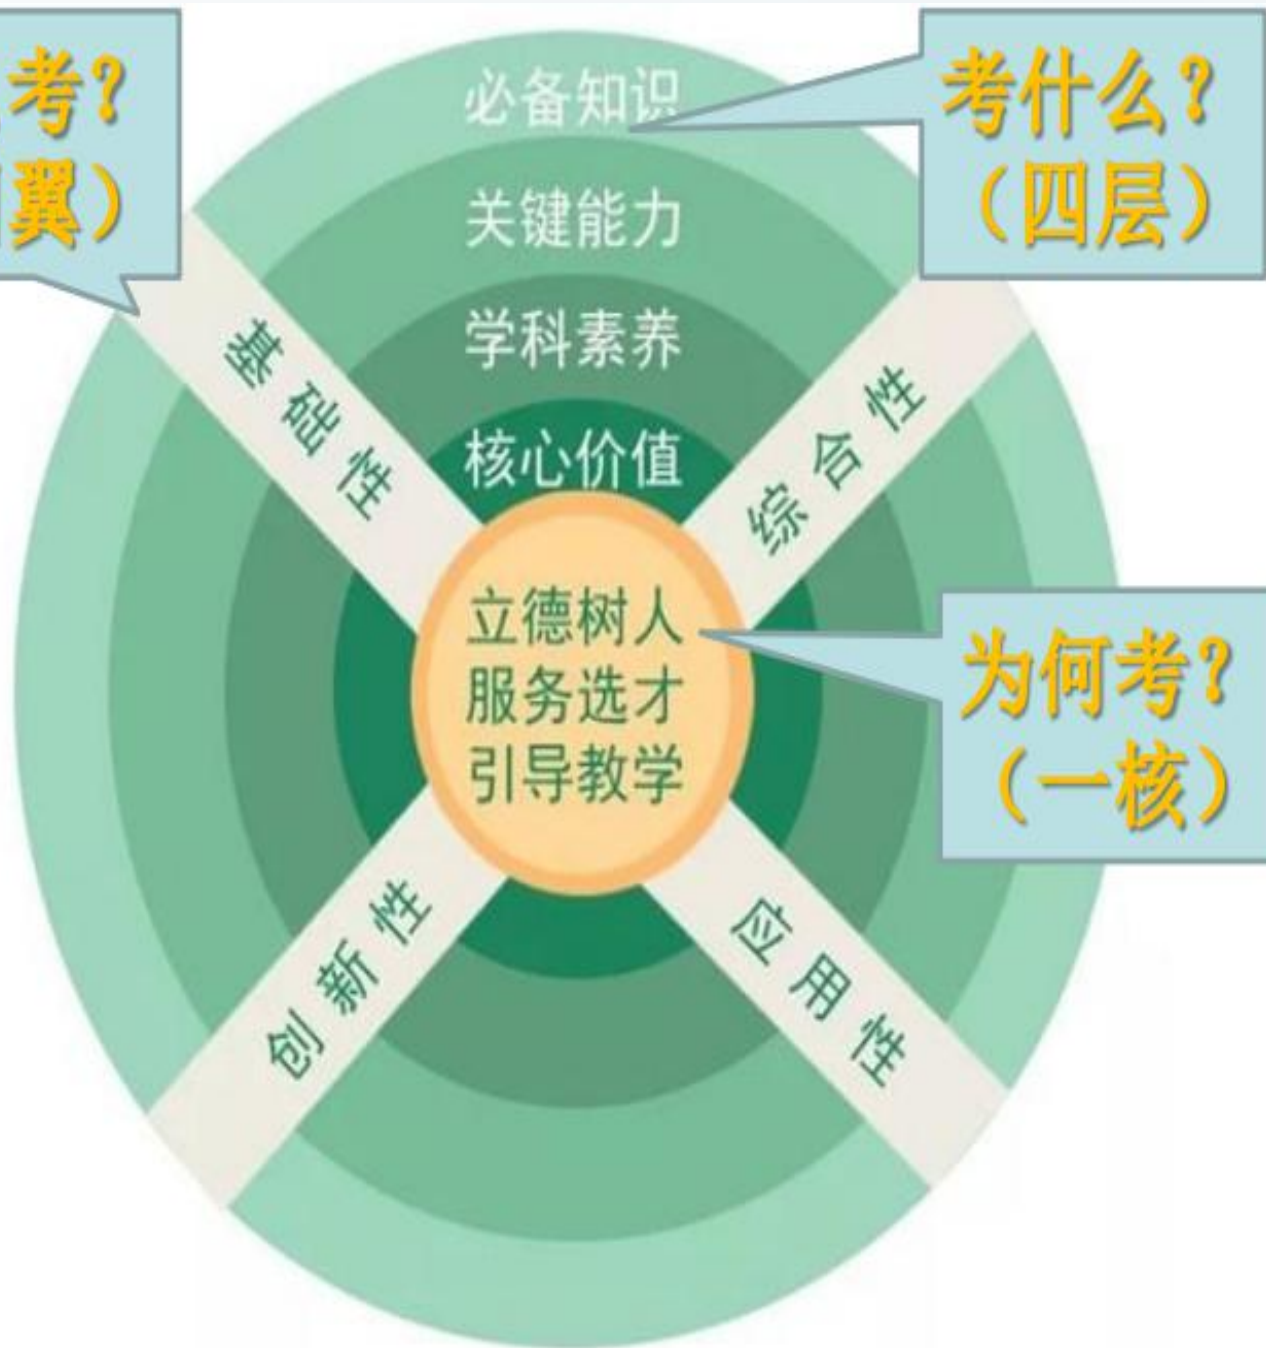 考？
翼）
考什么？
（四层）
必备知识
关键能力
学科素养
核心价值
基础性
综合性
立德树人
服务选才
引导教学
为何考？
（一核）
创新性
应用性